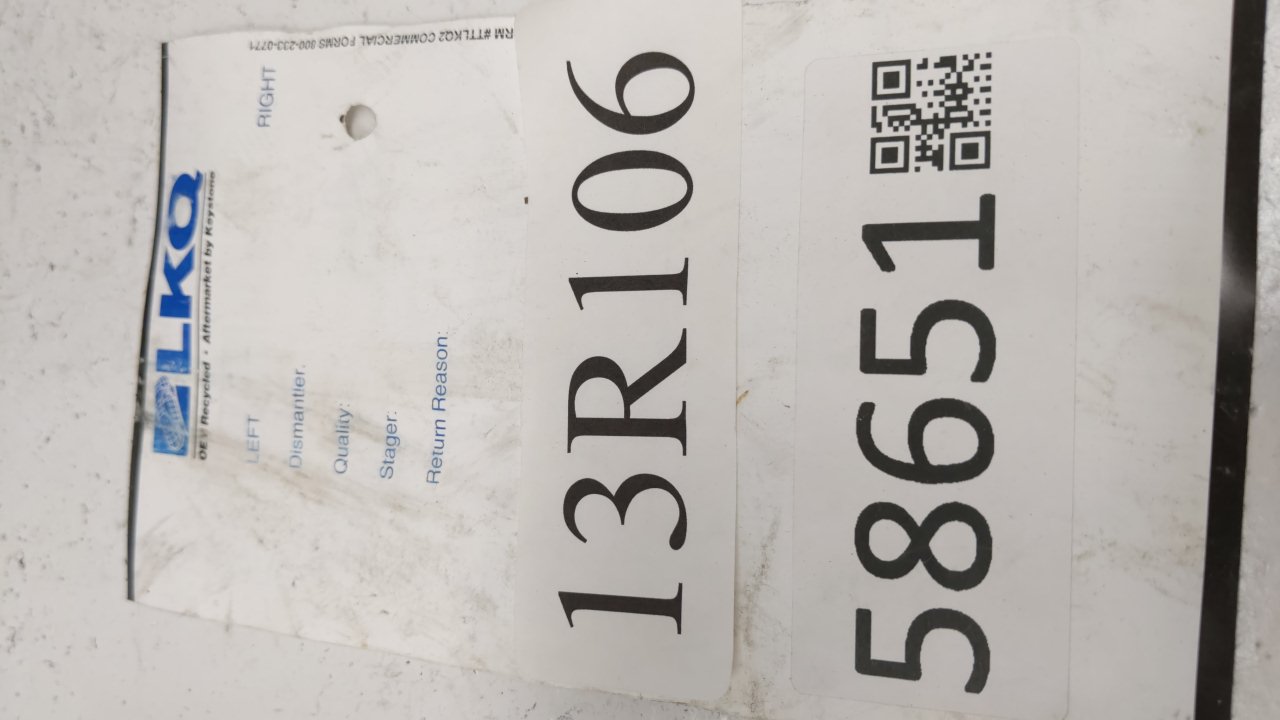 RM #TTLKQ2 COMMERCIAL FORMS 800-233-0771
LKQ
OE • Recycled • Aftermarket by Keystone
LEFT RIGHT
Dismantler:
Quality:
Stager:
Return Reason:
13R106
58651